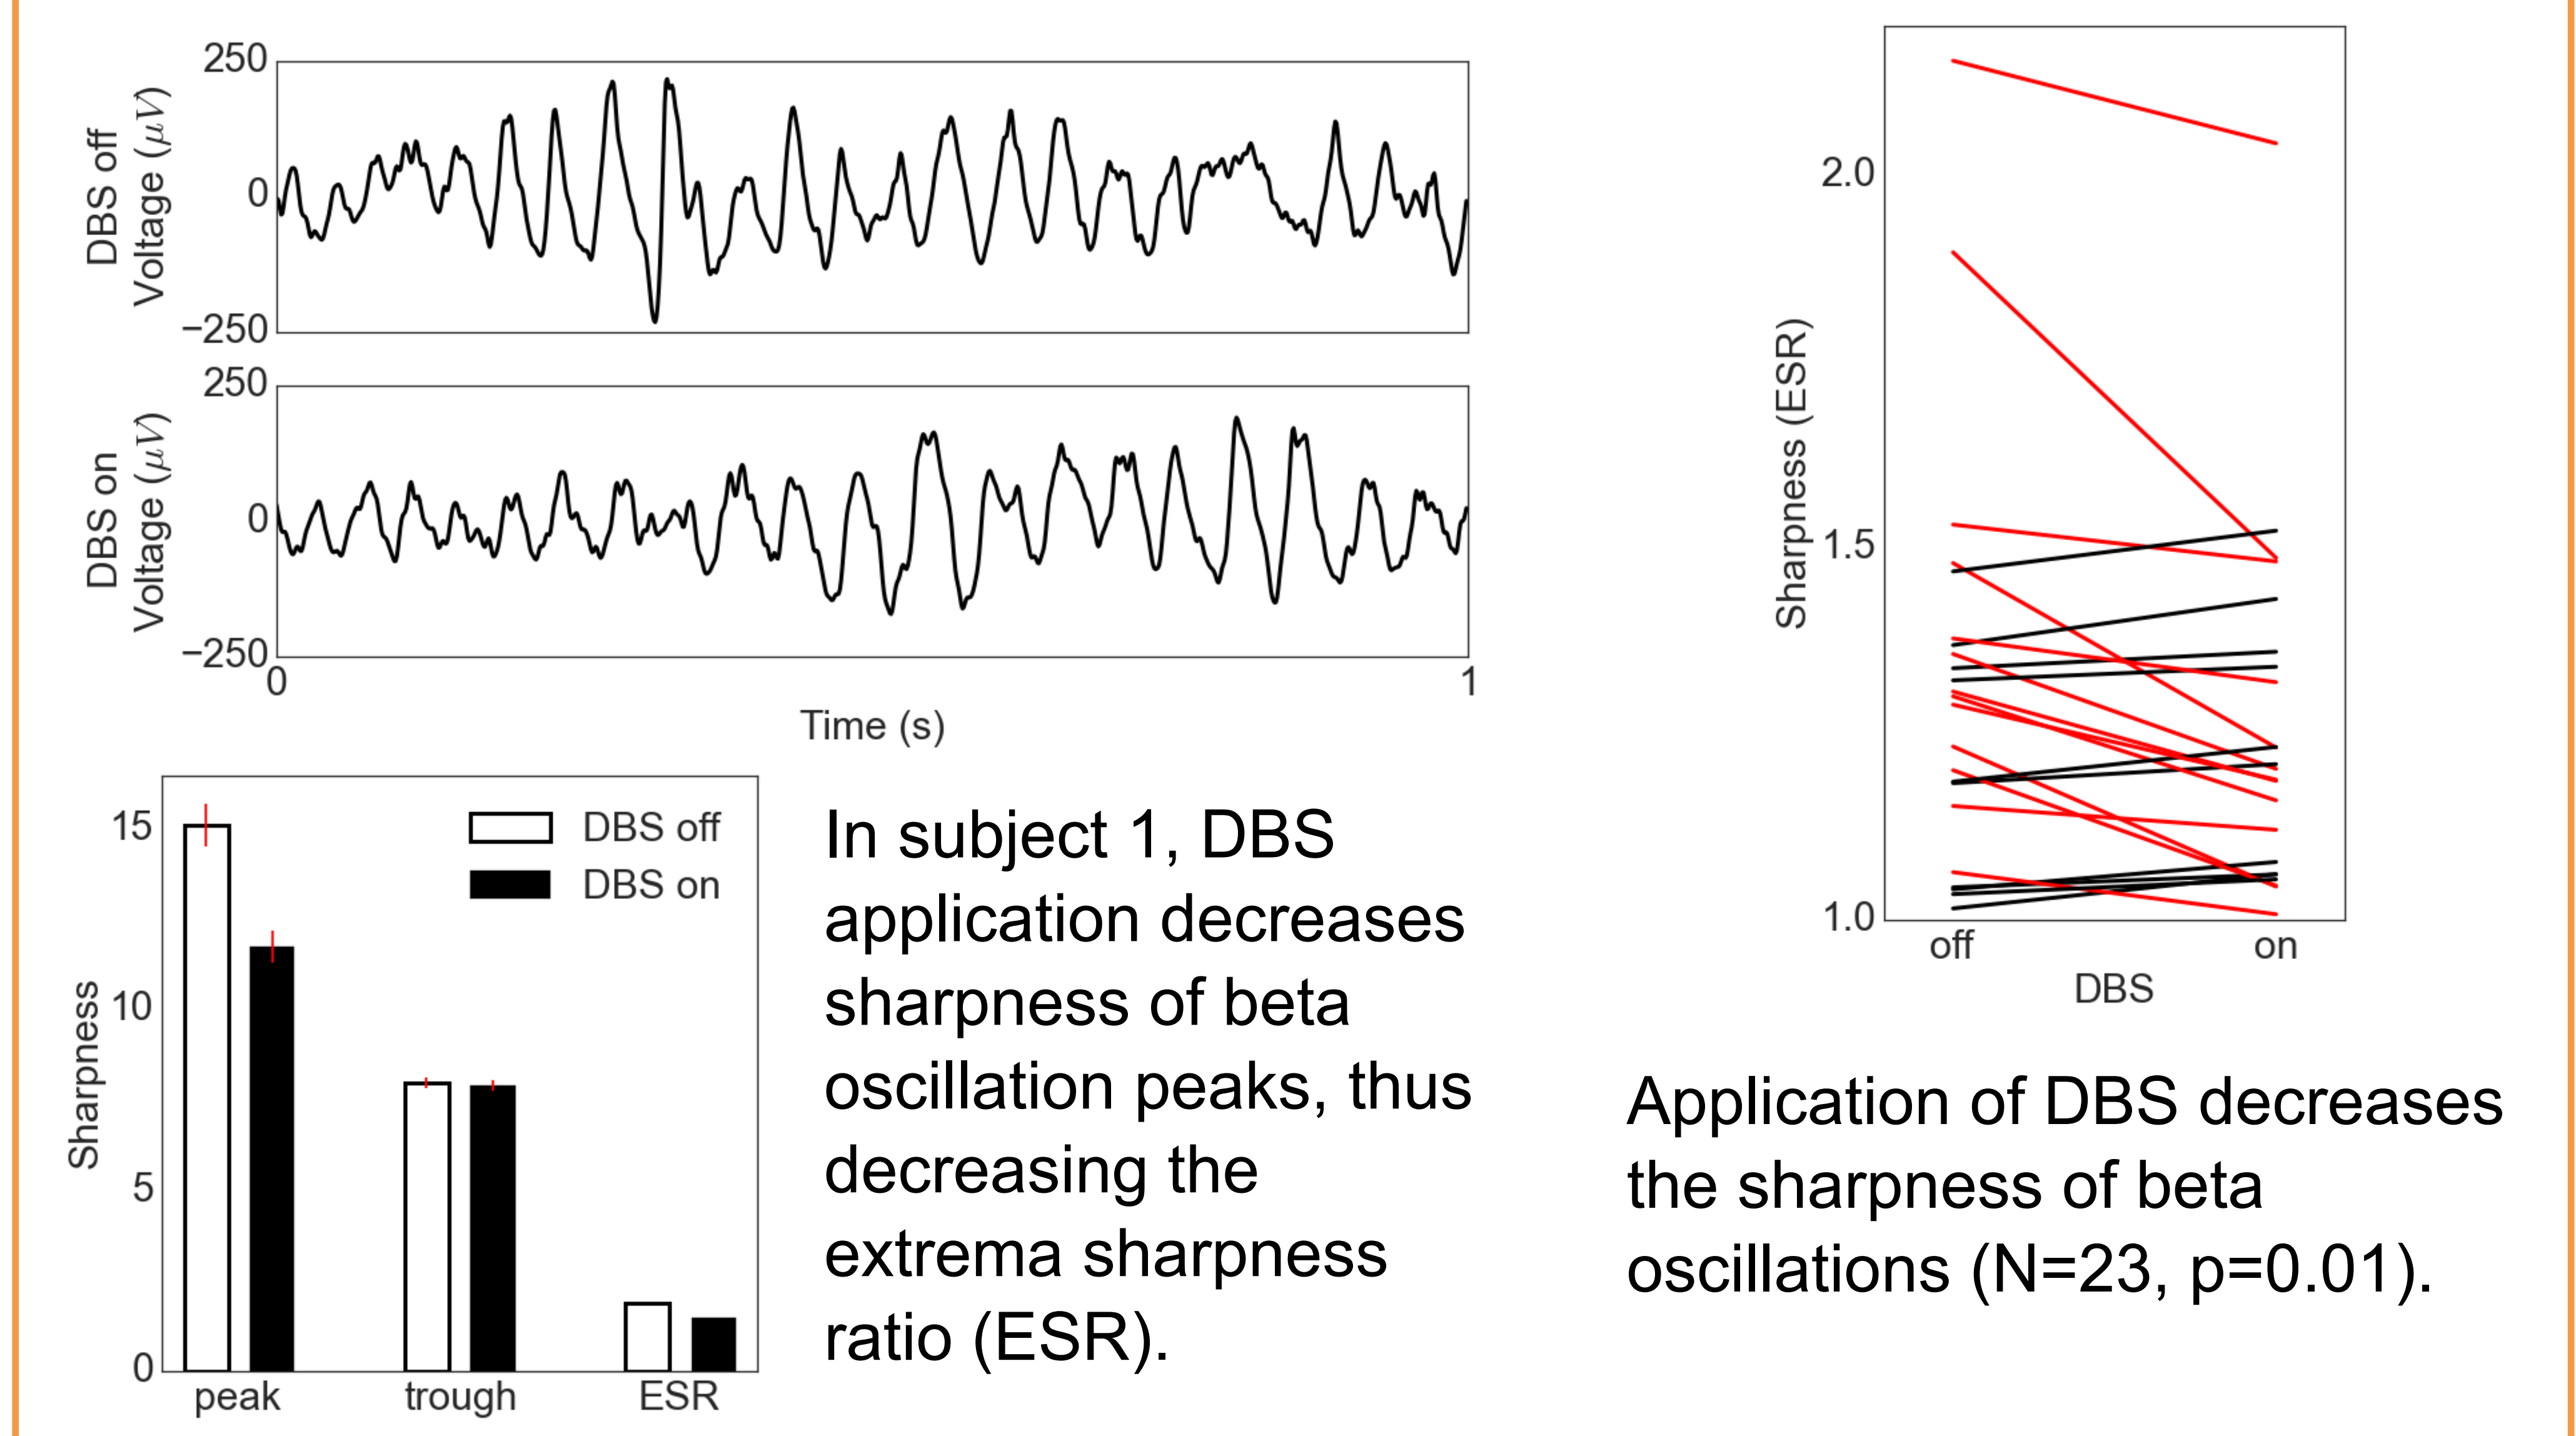 250
0
−250
DBS off
Voltage (μV)
250
0
−250
DBS on
Voltage (μV)
0
1
Time (s)
15
10
5
0
Sharpness
DBS off
DBS on
peak
trough
ESR
In subject 1, DBS
application decreases
sharpness of beta
oscillation peaks, thus
decreasing the
extrema sharpness
ratio (ESR).
2.0
1.5
1.0
Sharpness (ESR)
off
on
DBS
Application of DBS decreases
the sharpness of beta
oscillations (N=23, p=0.01).